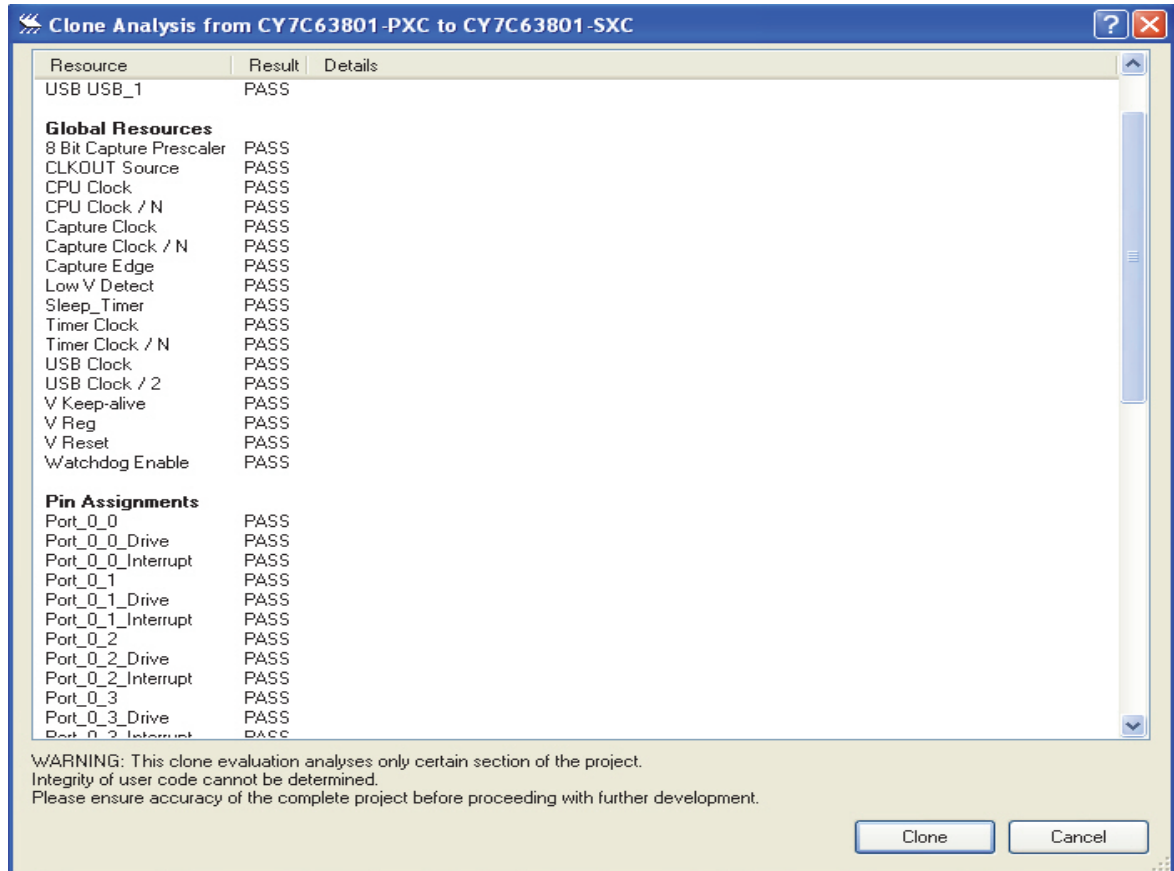 Clone Analysis from CY7C63801-PXC to CY7C63801-SXC
Resource Result Details
USB USB_1 PASS
Global Resources
8 Bit Capture Prescaler PASS
CLKOUT Source PASS
CPU Clock PASS
CPU Clock / N PASS
Capture Clock PASS
Capture Clock / N PASS
Capture Edge PASS
Low V Detect PASS
Sleep_Timer PASS
Timer Clock PASS
Timer Clock / N PASS
USB Clock PASS
USB Clock / 2 PASS
V Keep-alive PASS
V Reg PASS
V Reset PASS
Watchdog Enable PASS
Pin Assignments
Port_0_0 PASS
Port_0_0_Drive PASS
Port_0_0_Interrupt PASS
Port_0_1 PASS
Port_0_1_Drive PASS
Port_0_1_Interrupt PASS
Port_0_2 PASS
Port_0_2_Drive PASS
Port_0_2_Interrupt PASS
Port_0_3 PASS
Port_0_3_Drive PASS
Port_0_3_Interrupt PASS
WARNING: This clone evaluation analyses only certain section of the project.
Integrity of user code cannot be determined.
Please ensure accuracy of the complete project before proceeding with further development.
Clone Cancel